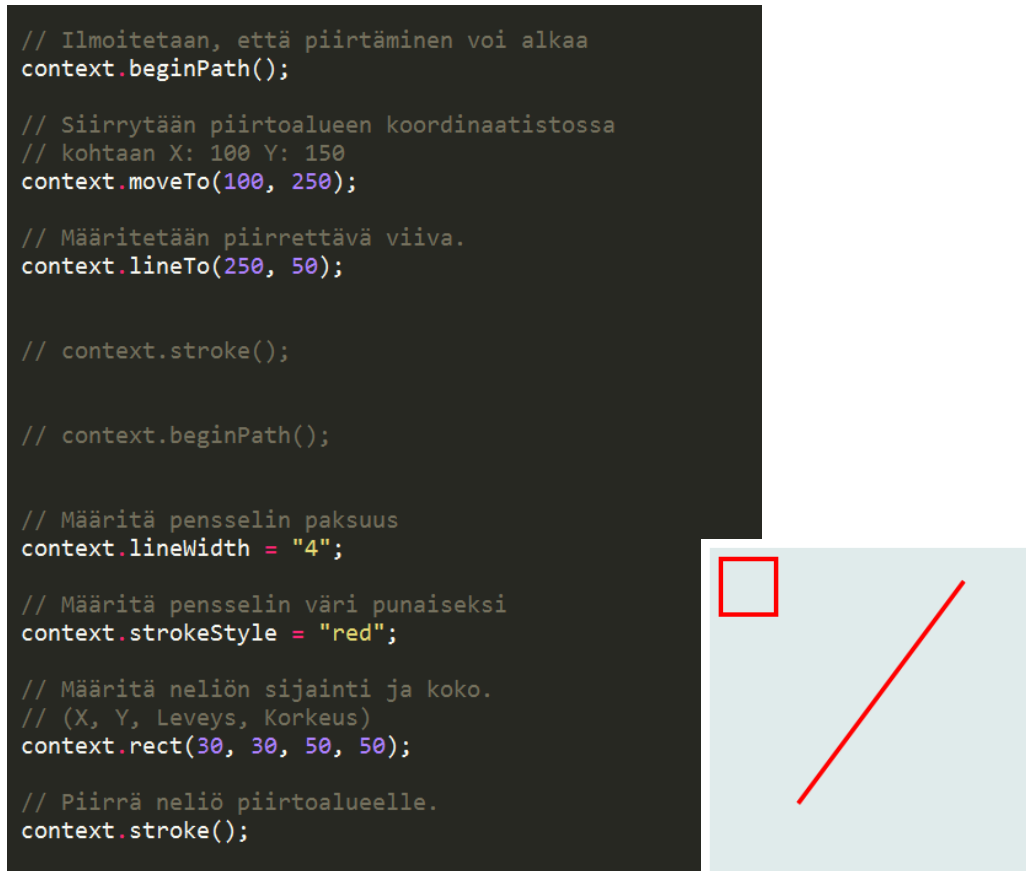 // Ilmoitetaan, että piirtäminen voi alkaa
context.beginPath();
// Siirrytään piirtoalueen koordinaatistossa
// kohtaan X: 100 Y: 150
context.moveTo(100, 250);
// Määritetään piirrettävä viiva.
context.lineTo(250, 50);
// context.stroke();
// context.beginPath();
// Määritä pensselin paksuus
context.lineWidth = "4";
// Määritä pensselin väri punaiseksi
context.strokeStyle = "red";
// Määritä neliön sijainti ja koko.
// (X, Y, Leveys, Korkeus)
context.rect(30, 30, 50, 50);
// Piirrä neliö piirtoalueelle.
context.stroke();